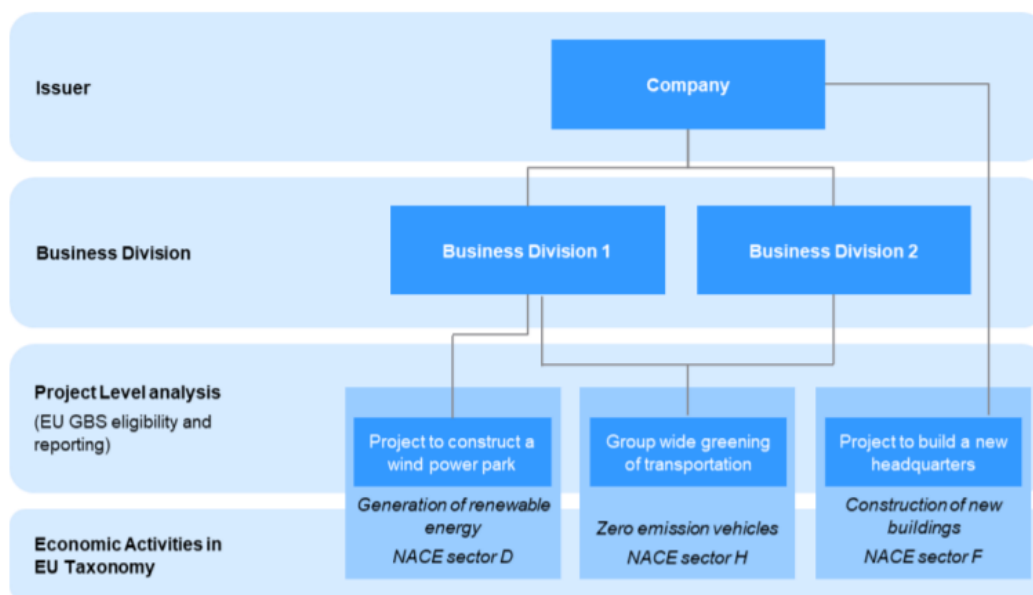 Issuer
Company
Business Division
Business Division 1
Business Division 2
Project Level analysis
(EU GBS eligibility and
reporting)
Project to construct a
wind power park
Group wide greening
of transportation
Project to build a new
headquarters
Economic Activities in
EU Taxonomy
Generation of renewable
energy
NACE sector D
Zero emission vehicles
NACE sector H
Construction of new
buildings
NACE sector F